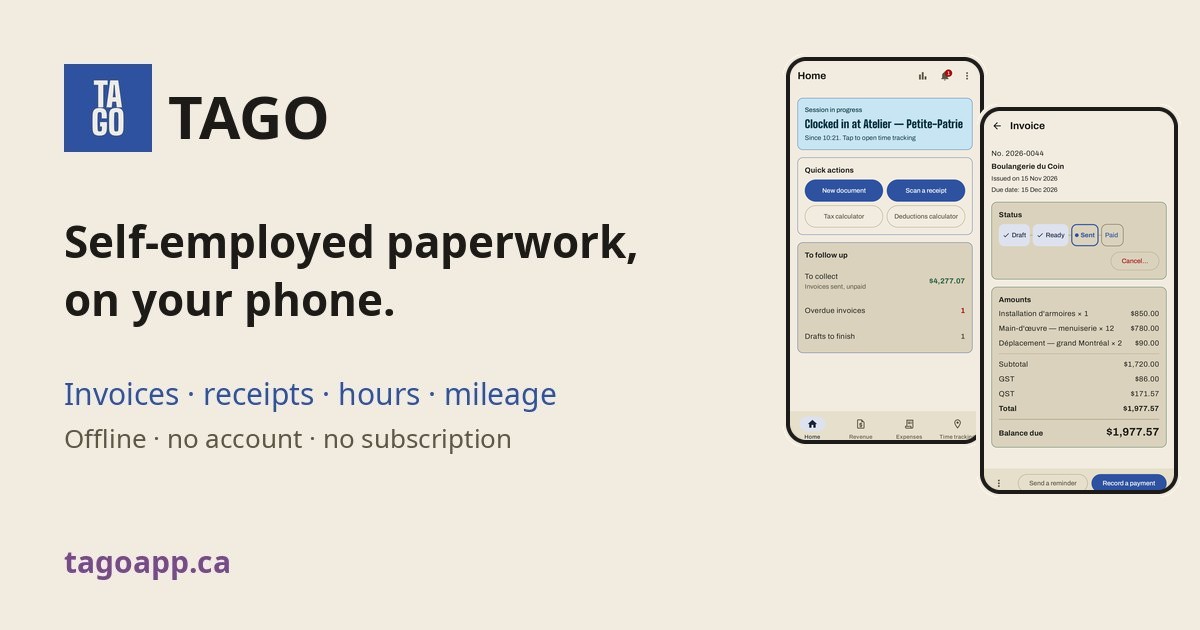 TA
GO
TAGO
Self-employed paperwork,
on your phone.
Invoices · receipts · hours · mileage
Offline · no account · no subscription
tagoapp.ca
Home
1
Session in progress
Clocked in at Atelier — Petite-Patrie
Since 10:21. Tap to open time tracking
Quick actions
New document
Scan a receipt
Tax calculator
Deductions calculator
To follow up
To collect
Invoices sent, unpaid
$4,277.07
Overdue invoices 1
Drafts to finish 1
Home Revenue Expenses Time trackin
Invoice
No. 2026-0044
Boulangerie du Coin
Issued on 15 Nov 2026
Due date: 15 Dec 2026
Status
Draft Ready Sent Paid
Cancel...
Amounts
Installation d'armoires × 1 $850.00
Main-d'œuvre — menuiserie × 12 $780.00
Déplacement — grand Montréal × 2 $90.00
Subtotal $1,720.00
GST $86.00
QST $171.57
Total $1,977.57
Balance due $1,977.57
Send a reminder Record a payment